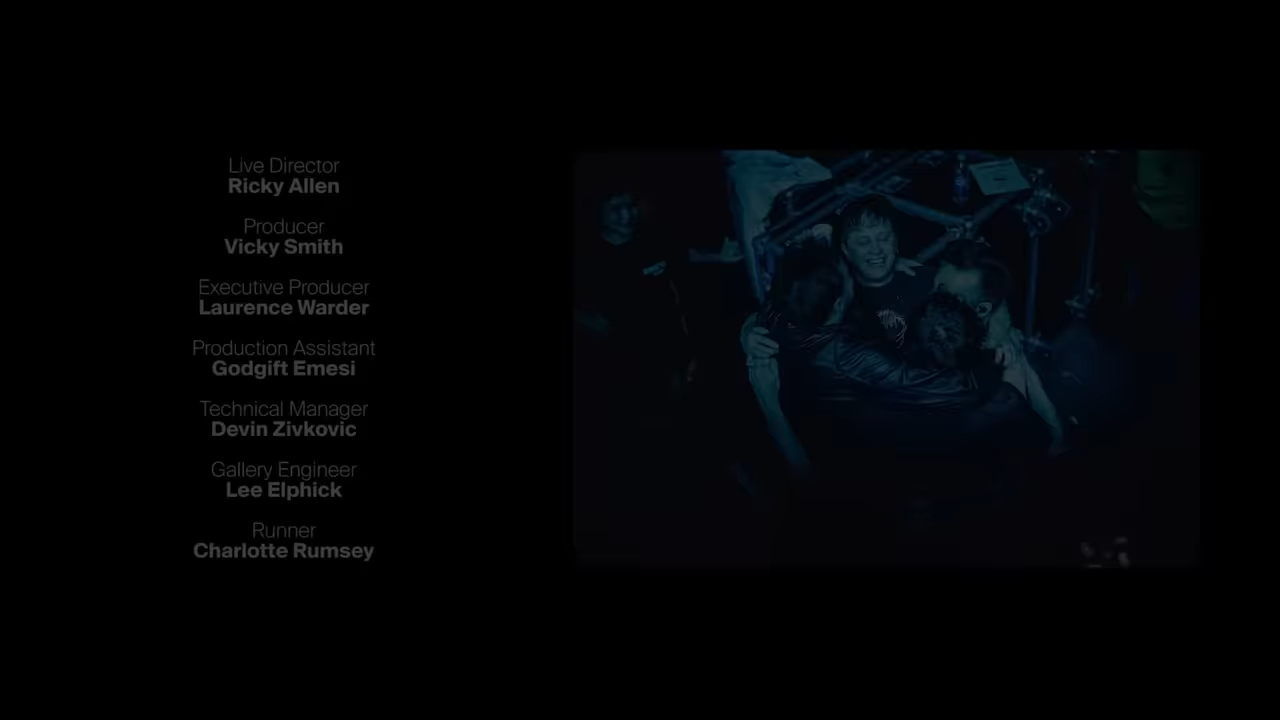 Live Director
Ricky Allen
Producer
Vicky Smith
Executive Producer
Laurence Warder
Production Assistant
Godgift Emesi
Technical Manager
Devin Zivkovic
Gallery Engineer
Lee Elphick
Runner
Charlotte Rumsey